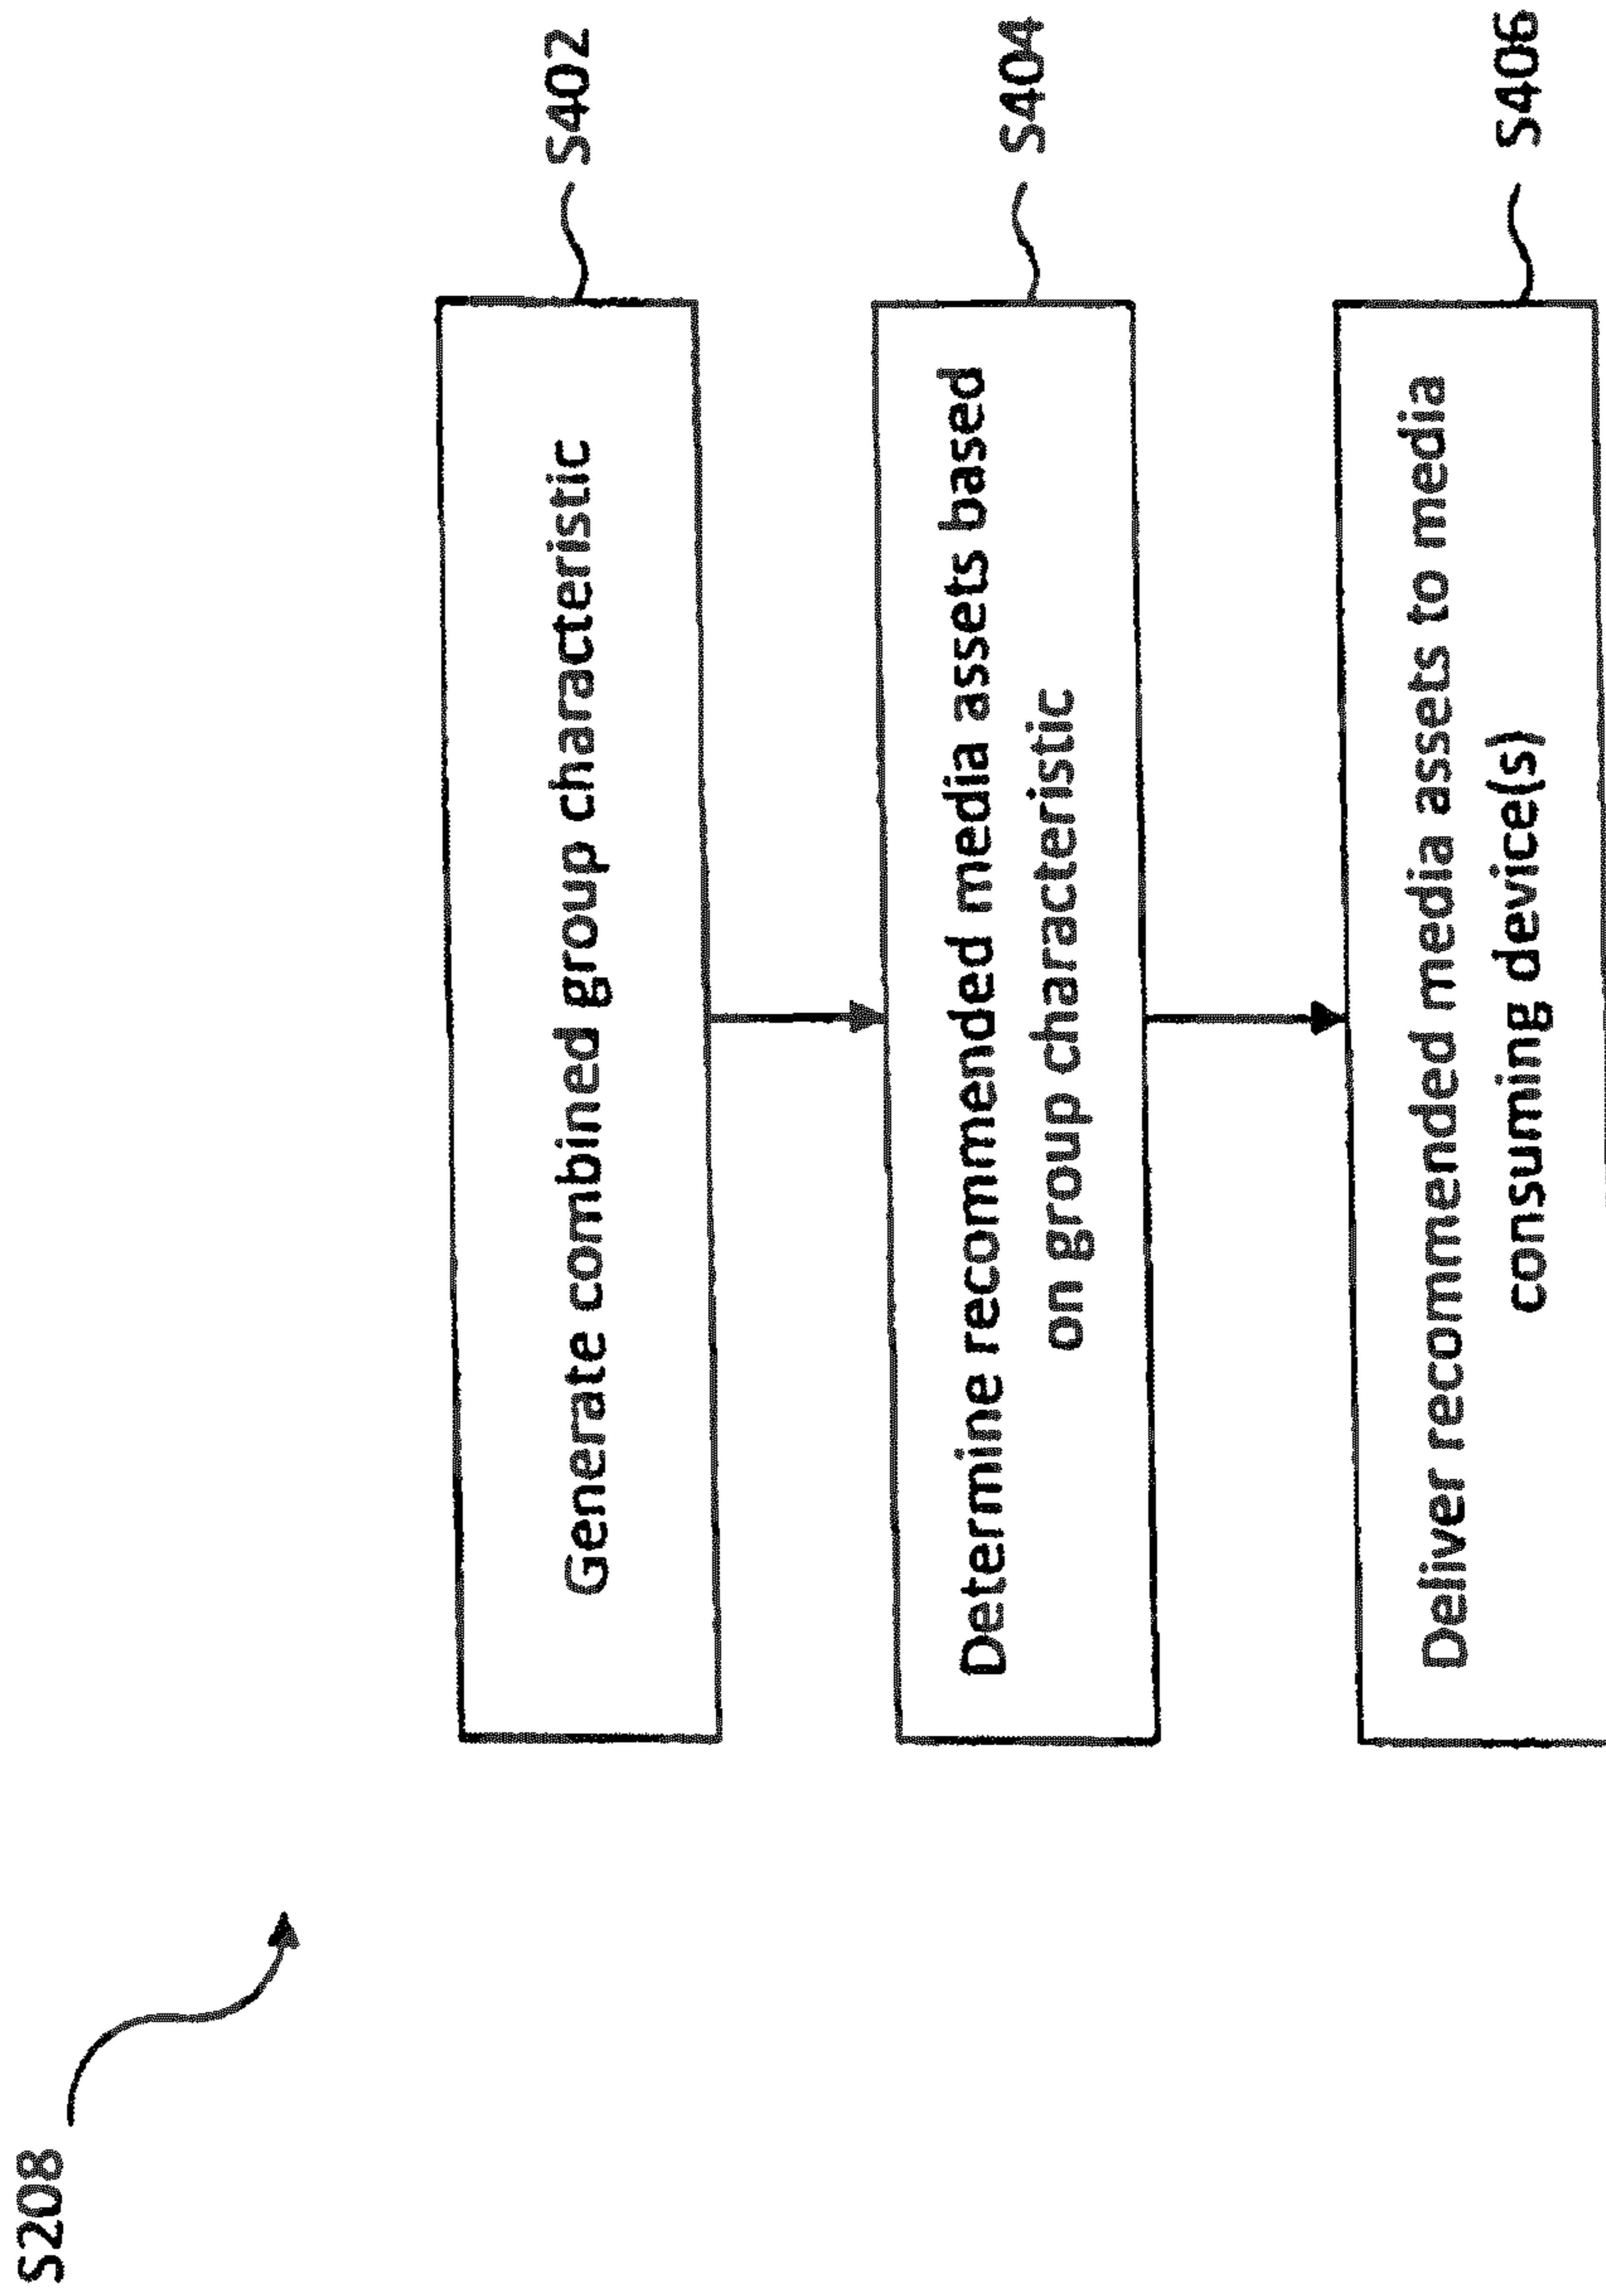 S208
Generate combined group characteristic
S402
Determine recommended media assets based
on group characteristic
S404
Deliver recommended media assets to media
consuming device(s)
S406